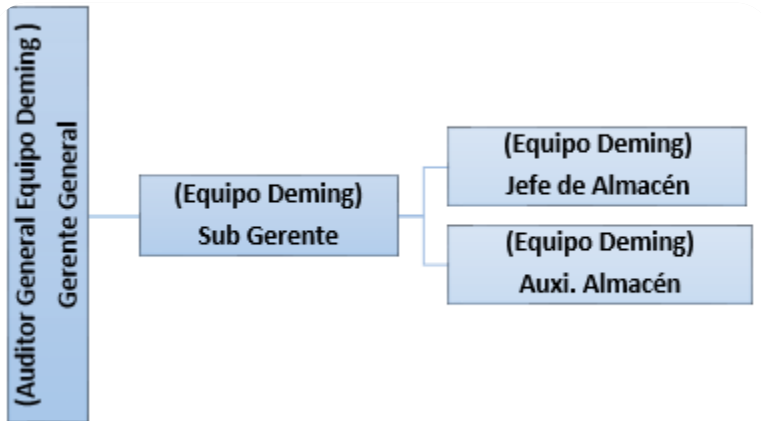 (Auditor General Equipo Deming )
Gerente General
(Equipo Deming)
Sub Gerente
(Equipo Deming)
Jefe de Almacén
(Equipo Deming)
Auxi. Almacén